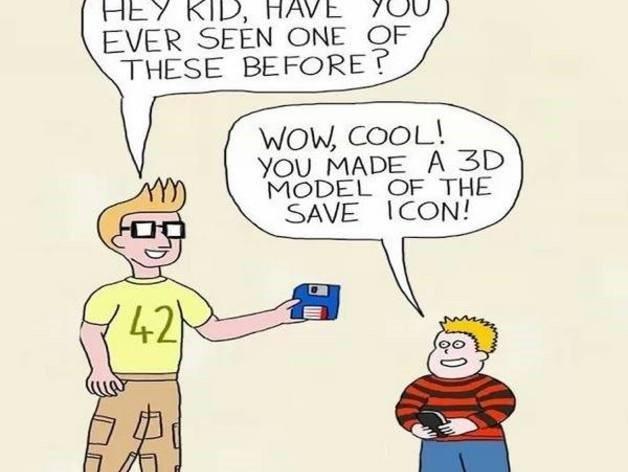 HEY KID, HAVE YOU
EVER SEEN ONE OF
THESE BEFORE?
WOW, COOL!
YOU MADE A 3D
MODEL OF THE
SAVE ICON!
42